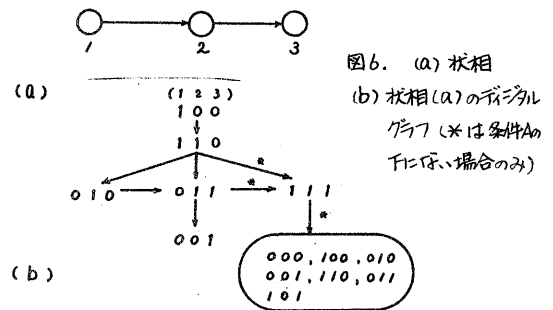 1 2 3
(a)
(1 2 3)
1 0 0
1 1 0
*
0 1 0 0 1 1 * 1 1 1
*
0 0 1
000, 100, 010
001, 110, 011
101
(b)
図6. (a) 状相
(b) 状相(a)のディジタル
グラフ (*は条件Aの
下にない場合のみ)